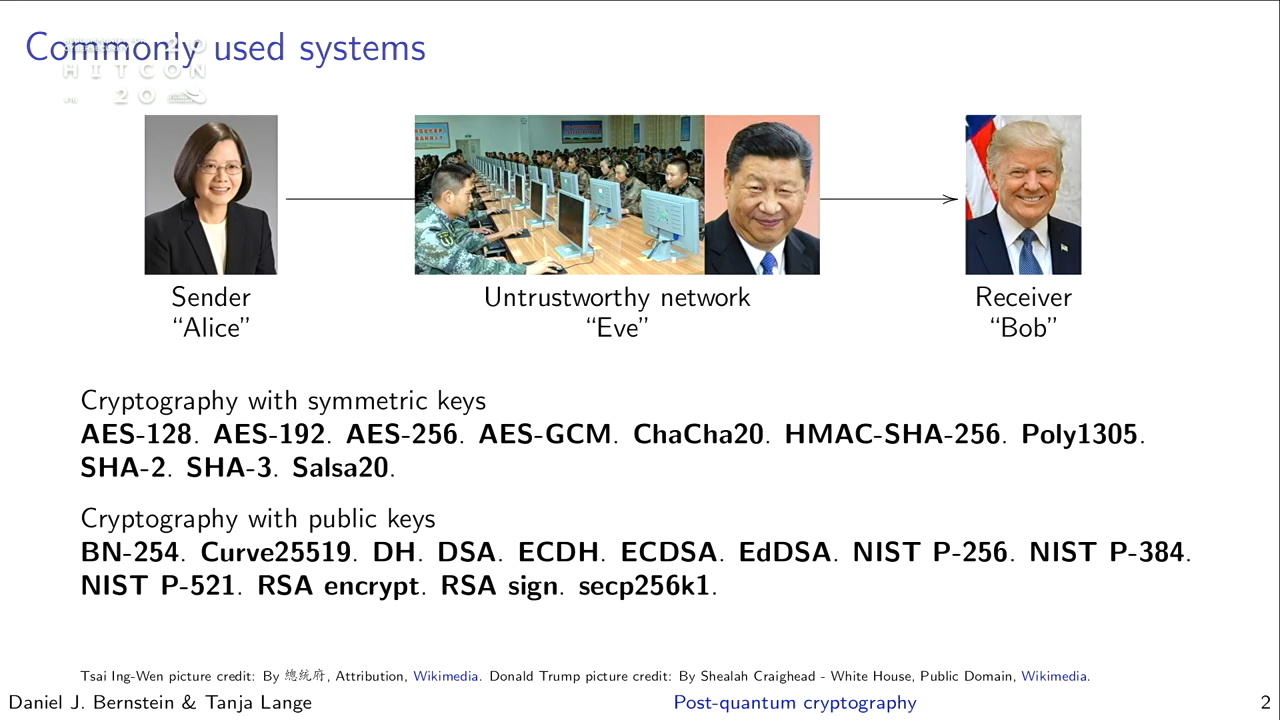 Commonly used systems
HITCON
20
Sender
"Alice"
Untrustworthy network
"Eve"
Receiver
"Bob"
Cryptography with symmetric keys
AES-128. AES-192. AES-256. AES-GCM. ChaCha20. HMAC-SHA-256. Poly1305.
SHA-2. SHA-3. Salsa20.
Cryptography with public keys
BN-254. Curve25519. DH. DSA. ECDH. ECDSA. EdDSA. NIST P-256. NIST P-384.
NIST P-521. RSA encrypt. RSA sign. secp256k1.
Tsai Ing-Wen picture credit: By 總統府, Attribution, Wikimedia. Donald Trump picture credit: By Shealah Craighead - White House, Public Domain, Wikimedia.
Daniel J. Bernstein & Tanja Lange
Post-quantum cryptography
2